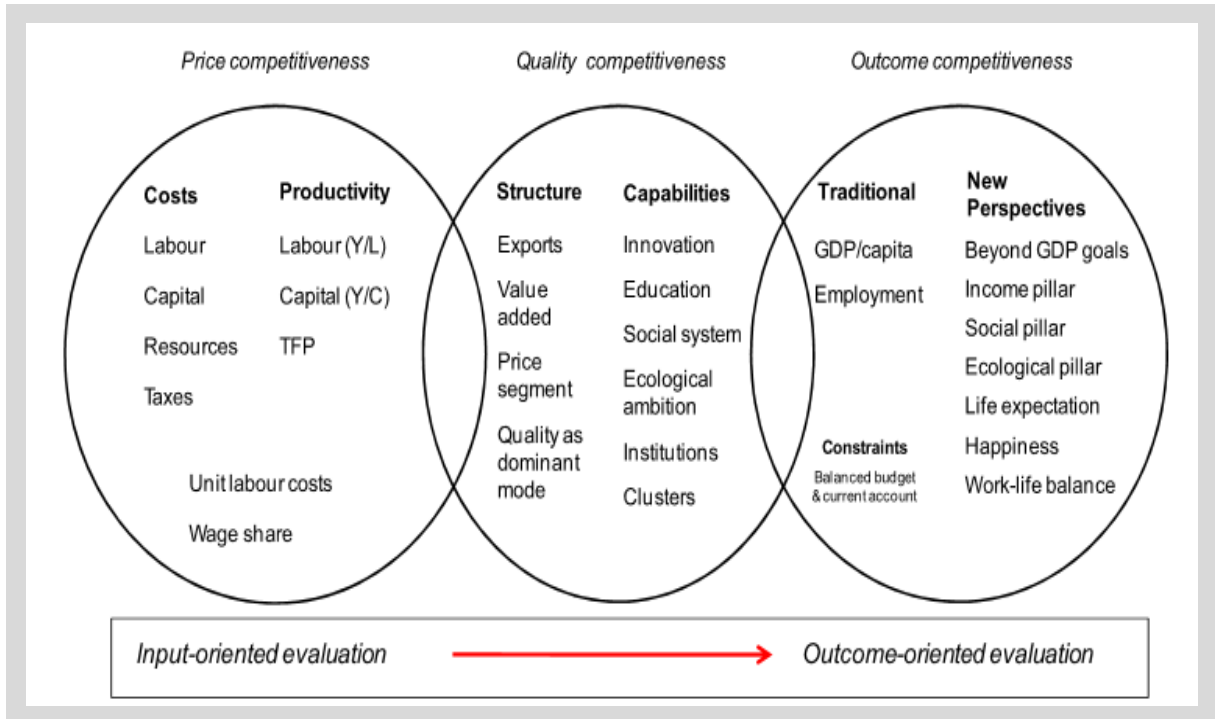 Price competitiveness
Quality competitiveness
Outcome competitiveness
Costs
Labour
Capital
Resources
Taxes
Productivity
Labour (Y/L)
Capital (Y/C)
TFP
Unit labour costs
Wage share
Structure
Exports
Value
added
Price
segment
Quality as
dominant
mode
Capabilities
Innovation
Education
Social system
Ecological
ambition
Institutions
Clusters
Traditional
GDP/capita
Employment
Constraints
Balanced budget
& current account
New
Perspectives
Beyond GDP goals
Income pillar
Social pillar
Ecological pillar
Life expectation
Happiness
Work-life balance
Input-oriented evaluation
Outcome-oriented evaluation